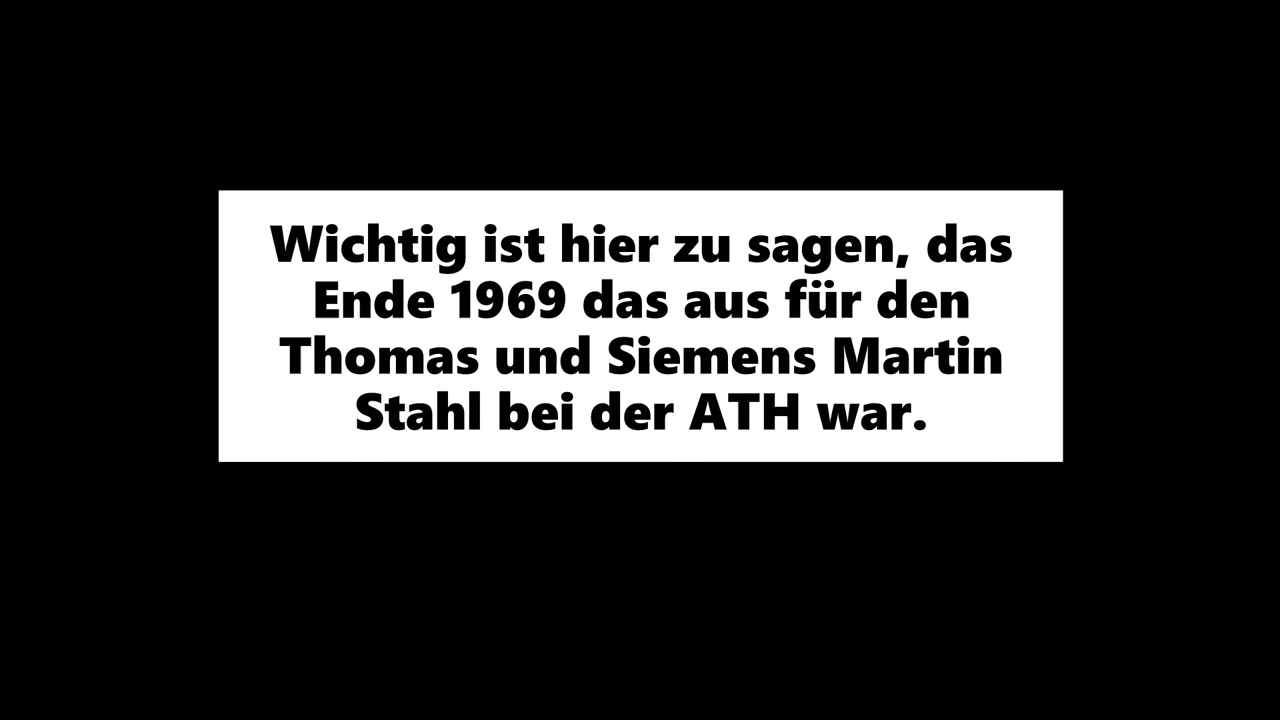 Wichtig ist hier zu sagen, das
Ende 1969 das aus für den
Thomas und Siemens Martin
Stahl bei der ATH war.